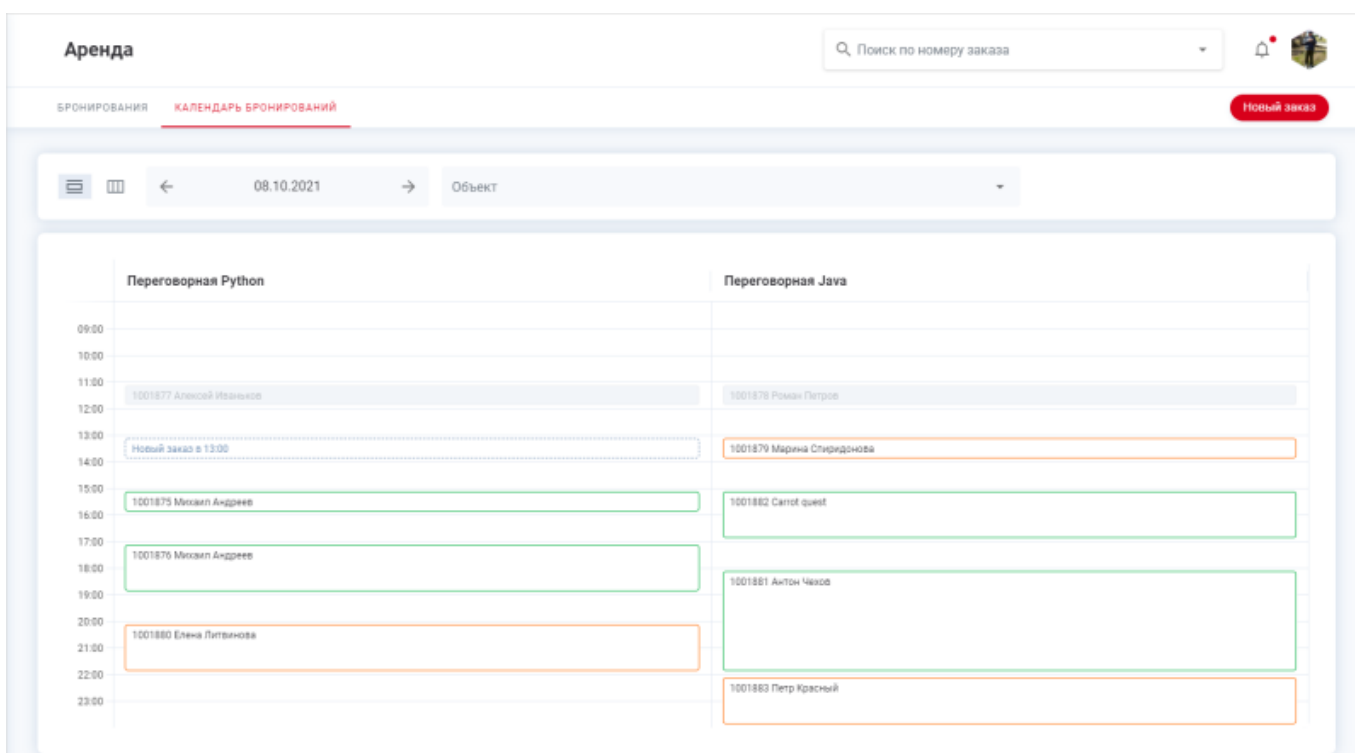 Аренда
Поиск по номеру заказа
БРОНИРОВАНИЯ КАЛЕНДАРЬ БРОНИРОВАНИЙ
Новый заказ
08.10.2021
Объект
Переговорная Python
Переговорная Java
09:00
10:00
11:00
1001877 Алексей Иваньков
1001878 Роман Петров
12:00
13:00
Новый заказ в 13:00
1001879 Марина Спиридонова
14:00
15:00
1001875 Михаил Андреев
1001882 Carrot quest
16:00
17:00
1001876 Михаил Андреев
18:00
1001881 Антон Чехов
19:00
20:00
1001880 Елена Литвинова
21:00
22:00
1001883 Петр Красный
23:00